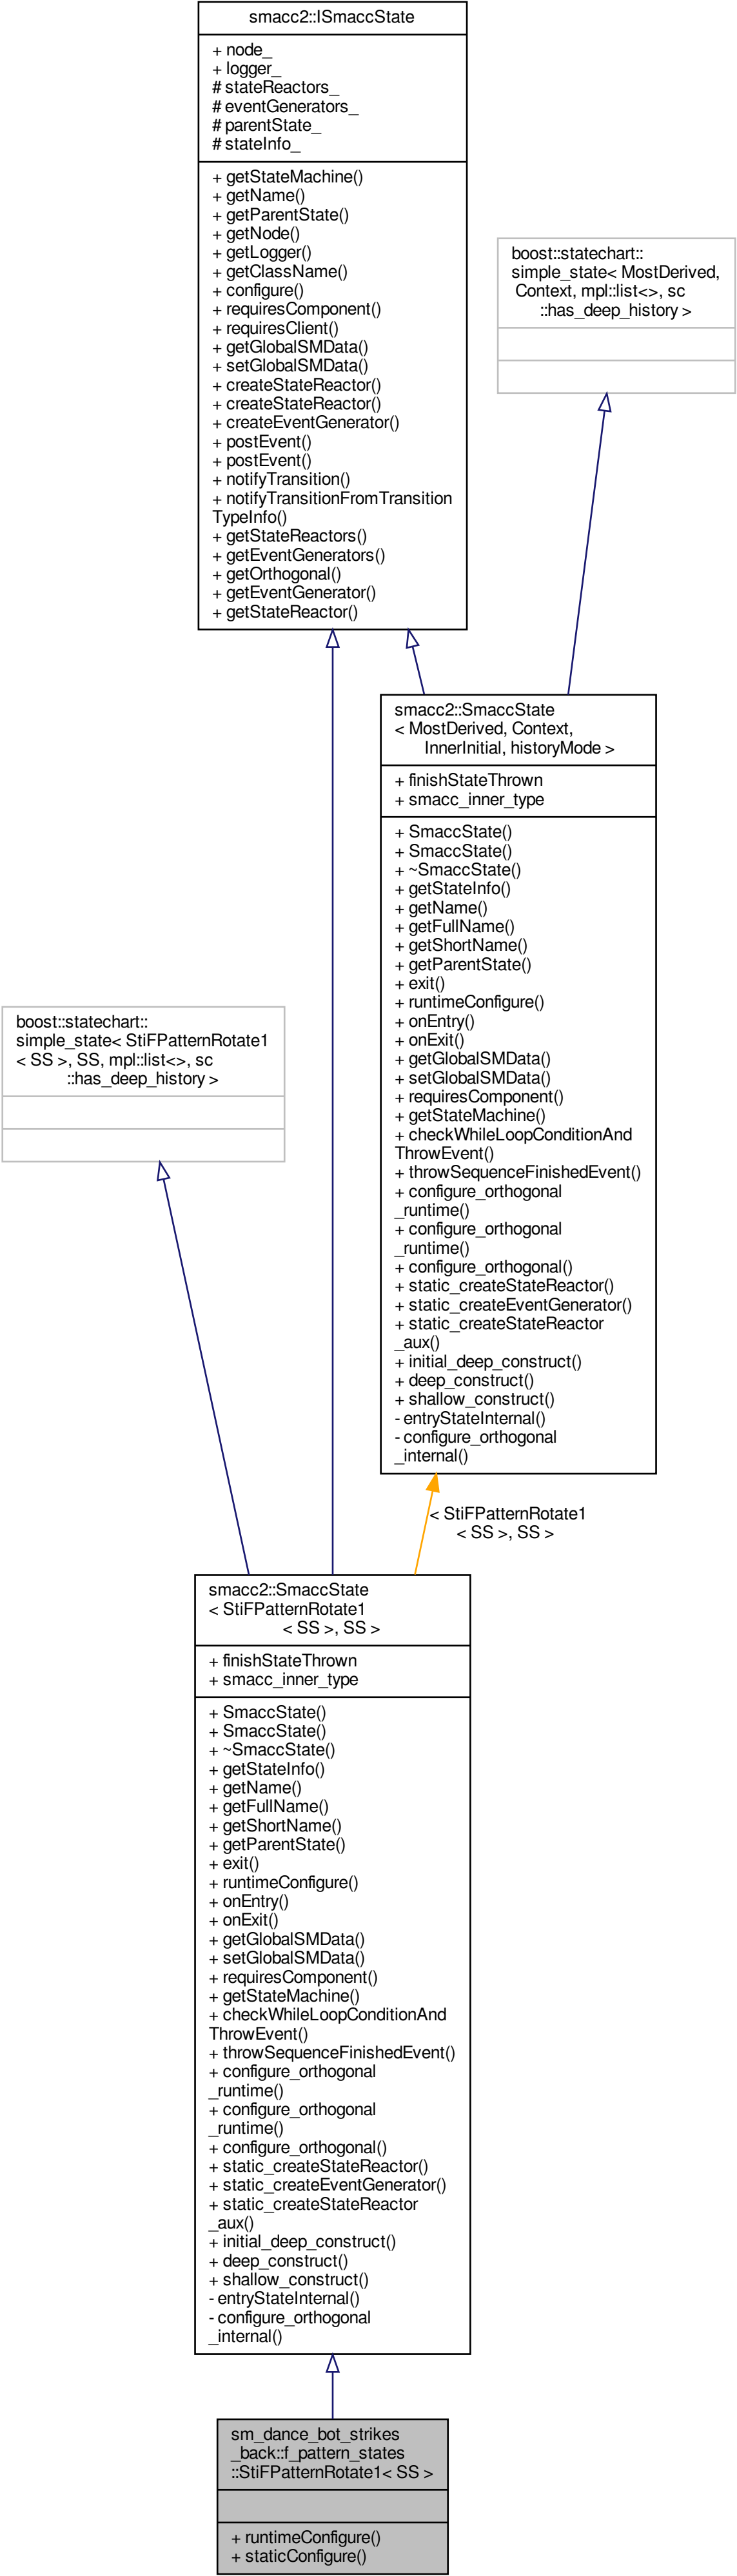 smacc2::ISmaccState
+ node_
+ logger_
# stateReactors_
# eventGenerators_
# parentState_
# stateInfo_
+ getStateMachine()
+ getName()
+ getParentState()
+ getNode()
+ getLogger()
+ getClassName()
+ configure()
+ requiresComponent()
+ requiresClient()
+ getGlobalSMData()
+ setGlobalSMData()
+ createStateReactor()
+ createStateReactor()
+ createEventGenerator()
+ postEvent()
+ postEvent()
+ notifyTransition()
+ notifyTransitionFromTransition
TypeInfo()
+ getStateReactors()
+ getEventGenerators()
+ getOrthogonal()
+ getEventGenerator()
+ getStateReactor()
boost::statechart::
simple_state< MostDerived,
Context, mpl::list<>, sc
::has_deep_history >
smacc2::SmaccState
< MostDerived, Context,
InnerInitial, historyMode >
+ finishStateThrown
+ smacc_inner_type
+ SmaccState()
+ SmaccState()
+ ~SmaccState()
+ getStateInfo()
+ getName()
+ getFullName()
+ getShortName()
+ getParentState()
+ exit()
+ runtimeConfigure()
+ onEntry()
+ onExit()
+ getGlobalSMData()
+ setGlobalSMData()
+ requiresComponent()
+ getStateMachine()
+ checkWhileLoopConditionAnd
ThrowEvent()
+ throwSequenceFinishedEvent()
+ configure_orthogonal
_runtime()
+ configure_orthogonal
_runtime()
+ configure_orthogonal()
+ static_createStateReactor()
+ static_createEventGenerator()
+ static_createStateReactor
_aux()
+ initial_deep_construct()
+ deep_construct()
+ shallow_construct()
- entryStateInternal()
- configure_orthogonal
_internal()
boost::statechart::
simple_state< StiFPatternRotate1
< SS >, SS, mpl::list<>, sc
::has_deep_history >
< StiFPatternRotate1
< SS >, SS >
smacc2::SmaccState
< StiFPatternRotate1
< SS >, SS >
+ finishStateThrown
+ smacc_inner_type
+ SmaccState()
+ SmaccState()
+ ~SmaccState()
+ getStateInfo()
+ getName()
+ getFullName()
+ getShortName()
+ getParentState()
+ exit()
+ runtimeConfigure()
+ onEntry()
+ onExit()
+ getGlobalSMData()
+ setGlobalSMData()
+ requiresComponent()
+ getStateMachine()
+ checkWhileLoopConditionAnd
ThrowEvent()
+ throwSequenceFinishedEvent()
+ configure_orthogonal
_runtime()
+ configure_orthogonal
_runtime()
+ configure_orthogonal()
+ static_createStateReactor()
+ static_createEventGenerator()
+ static_createStateReactor
_aux()
+ initial_deep_construct()
+ deep_construct()
+ shallow_construct()
- entryStateInternal()
- configure_orthogonal
_internal()
sm_dance_bot_strikes
_back::f_pattern_states
::StiFPatternRotate1< SS >
+ runtimeConfigure()
+ staticConfigure()